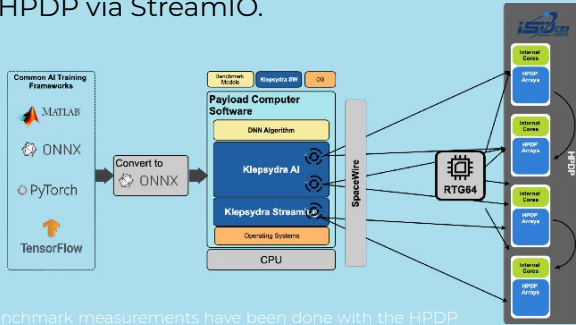 HPDP via StreamIO.
Common AI Training
Frameworks
MATLAB
ONNX
PyTorch
TensorFlow
Convert to
ONNX
Benchmark
Models
Klepsydra SW
OS
Payload Computer
Software
DNN Algorithm
Klepsydra AI
Klepsydra Stream
Operating Systems
CPU
SpaceWire
RTG64
Internal
Cores
HPDP
Arrays
Internal
Cores
HPDP
Arrays
Internal
Cores
HPDP
Arrays
Internal
Cores
HPDP
Arrays
HPDP
nchmark measurements have been done with the HPDP